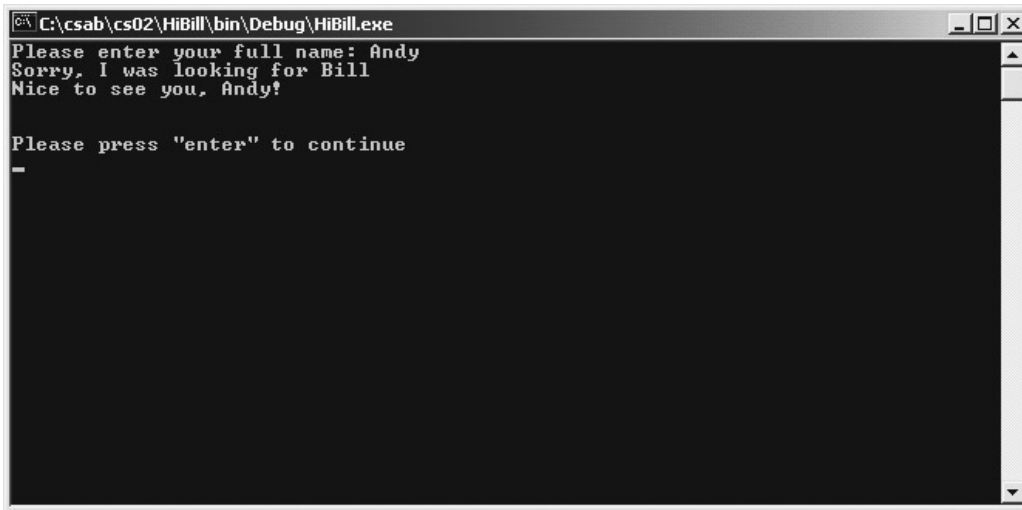 C:\csab\cs02\HiBill\bin\Debug\HiBill.exe
Please enter your full name: Andy
Sorry, I was looking for Bill
Nice to see you, Andy!
Please press "enter" to continue